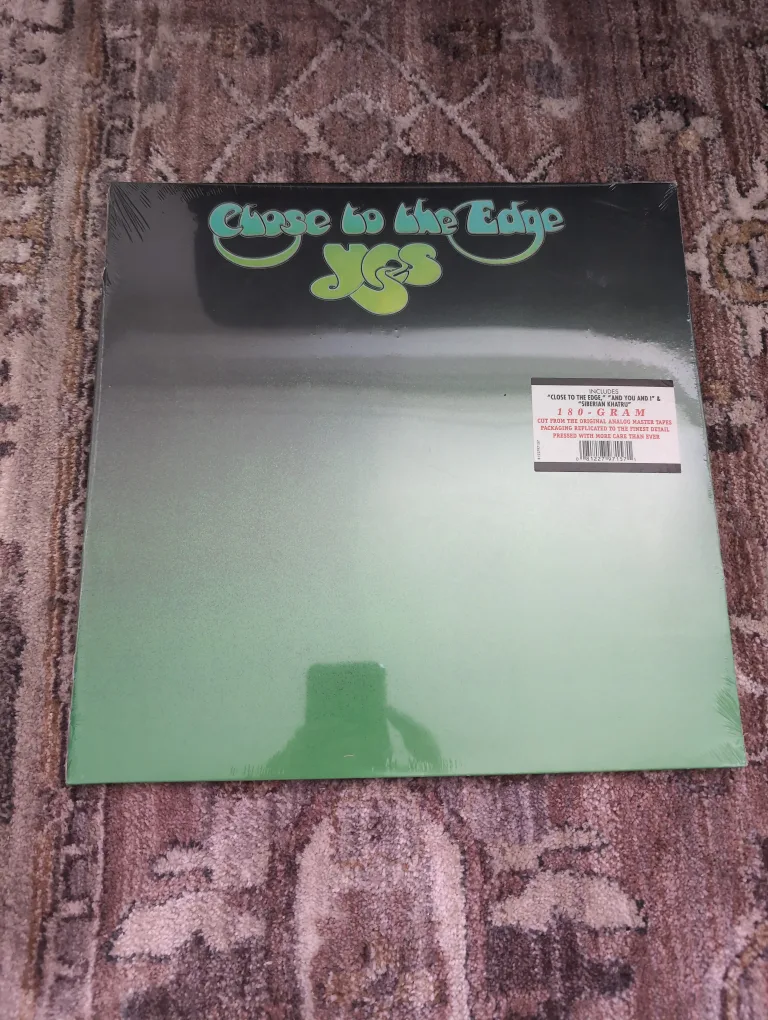 Close to the Edge
Yes
INCLUDES
"CLOSE TO THE EDGE," "AND YOU AND I" &
"SIBERIAN KHATRU"
180-GRAM
CUT FROM THE ORIGINAL ANALOG MASTER TAPES
PACKAGING REPLICATED TO THE FINEST DETAIL
PRESSED WITH MORE CARE THAN EVER